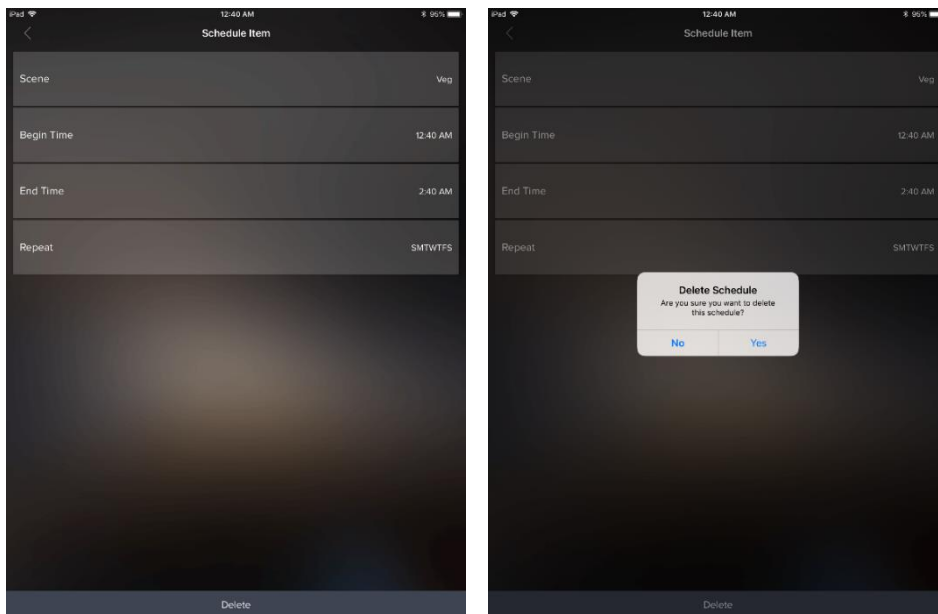 iPad 12:40 AM 95%
Schedule Item
Scene Veg
Begin Time 12:40 AM
End Time 2:40 AM
Repeat SMTWTFS
Delete
iPad 12:40 AM 95%
Schedule Item
Scene Veg
Begin Time 12:40 AM
End Time 2:40 AM
Repeat SMTWTFS
Delete Schedule
Are you sure you want to delete
this schedule?
No Yes
Delete